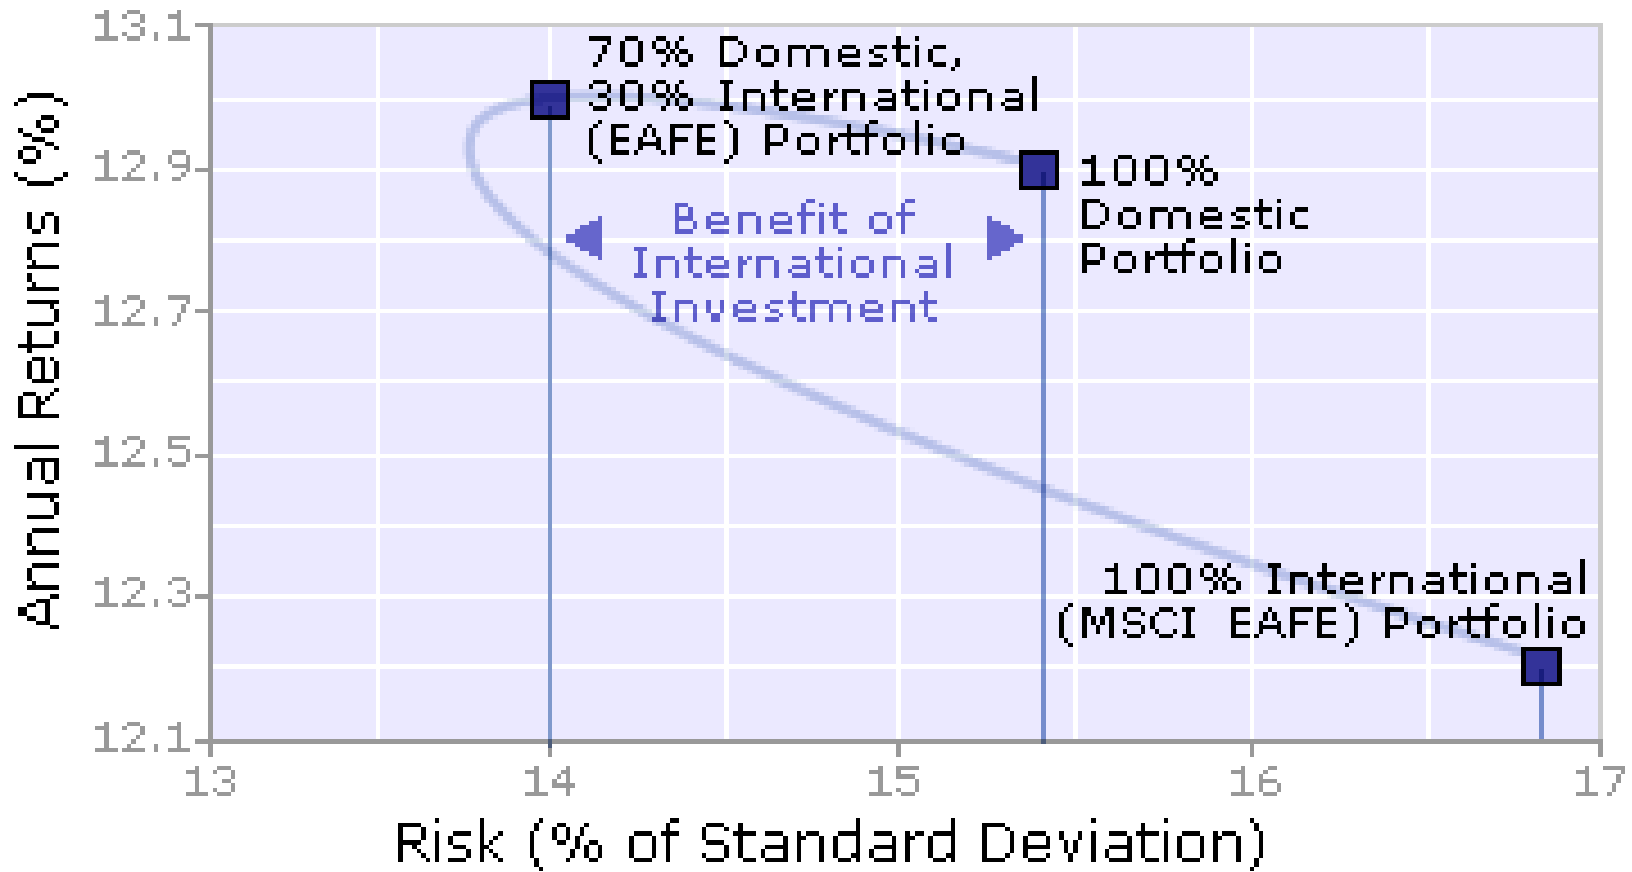 13.1
70% Domestic,
30% International
(EAFE) Portfolio
12.9
100%
Domestic
Portfolio
Benefit of
International
Investment
12.7
12.5
12.3
100% International
(MSCI EAFE) Portfolio
12.1
Annual Returns (%)
13 14 15 16 17
Risk (% of Standard Deviation)